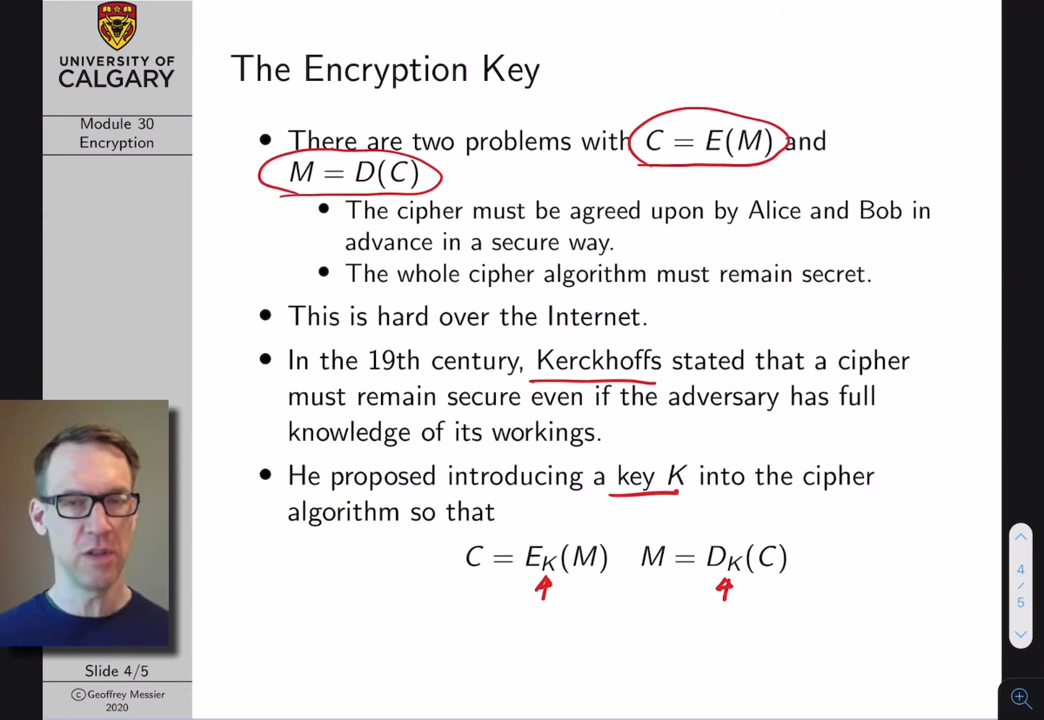 UNIVERSITY OF
CALGARY
Module 30
Encryption
The Encryption Key
• There are two problems with C = E(M) and
M = D(C)
• The cipher must be agreed upon by Alice and Bob in
advance in a secure way.
• The whole cipher algorithm must remain secret.
• This is hard over the Internet.
• In the 19th century, Kerckhoffs stated that a cipher
must remain secure even if the adversary has full
knowledge of its workings.
• He proposed introducing a key K into the cipher
algorithm so that
C = E_K(M) M = D_K(C)
4
/
5
Slide 4/5
©Geoffrey Messier
2020